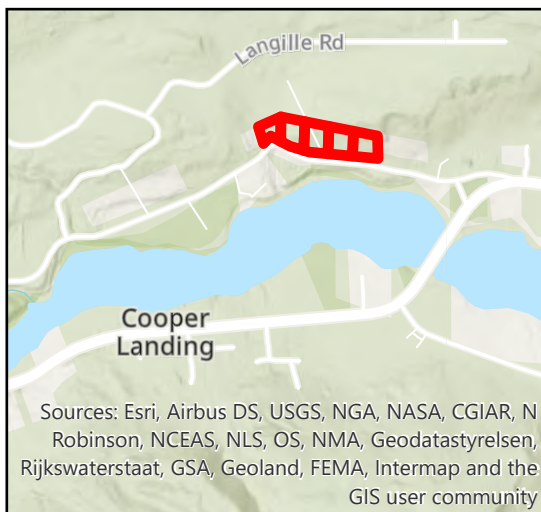 Langille Rd
Cooper
Landing
Sources: Esri, Airbus DS, USGS, NGA, NASA, CGIAR, N
Robinson, NCEAS, NLS, OS, NMA, Geodatastyrelsen,
Rijkswaterstaat, GSA, Geoland, FEMA, Intermap and the
GIS user community